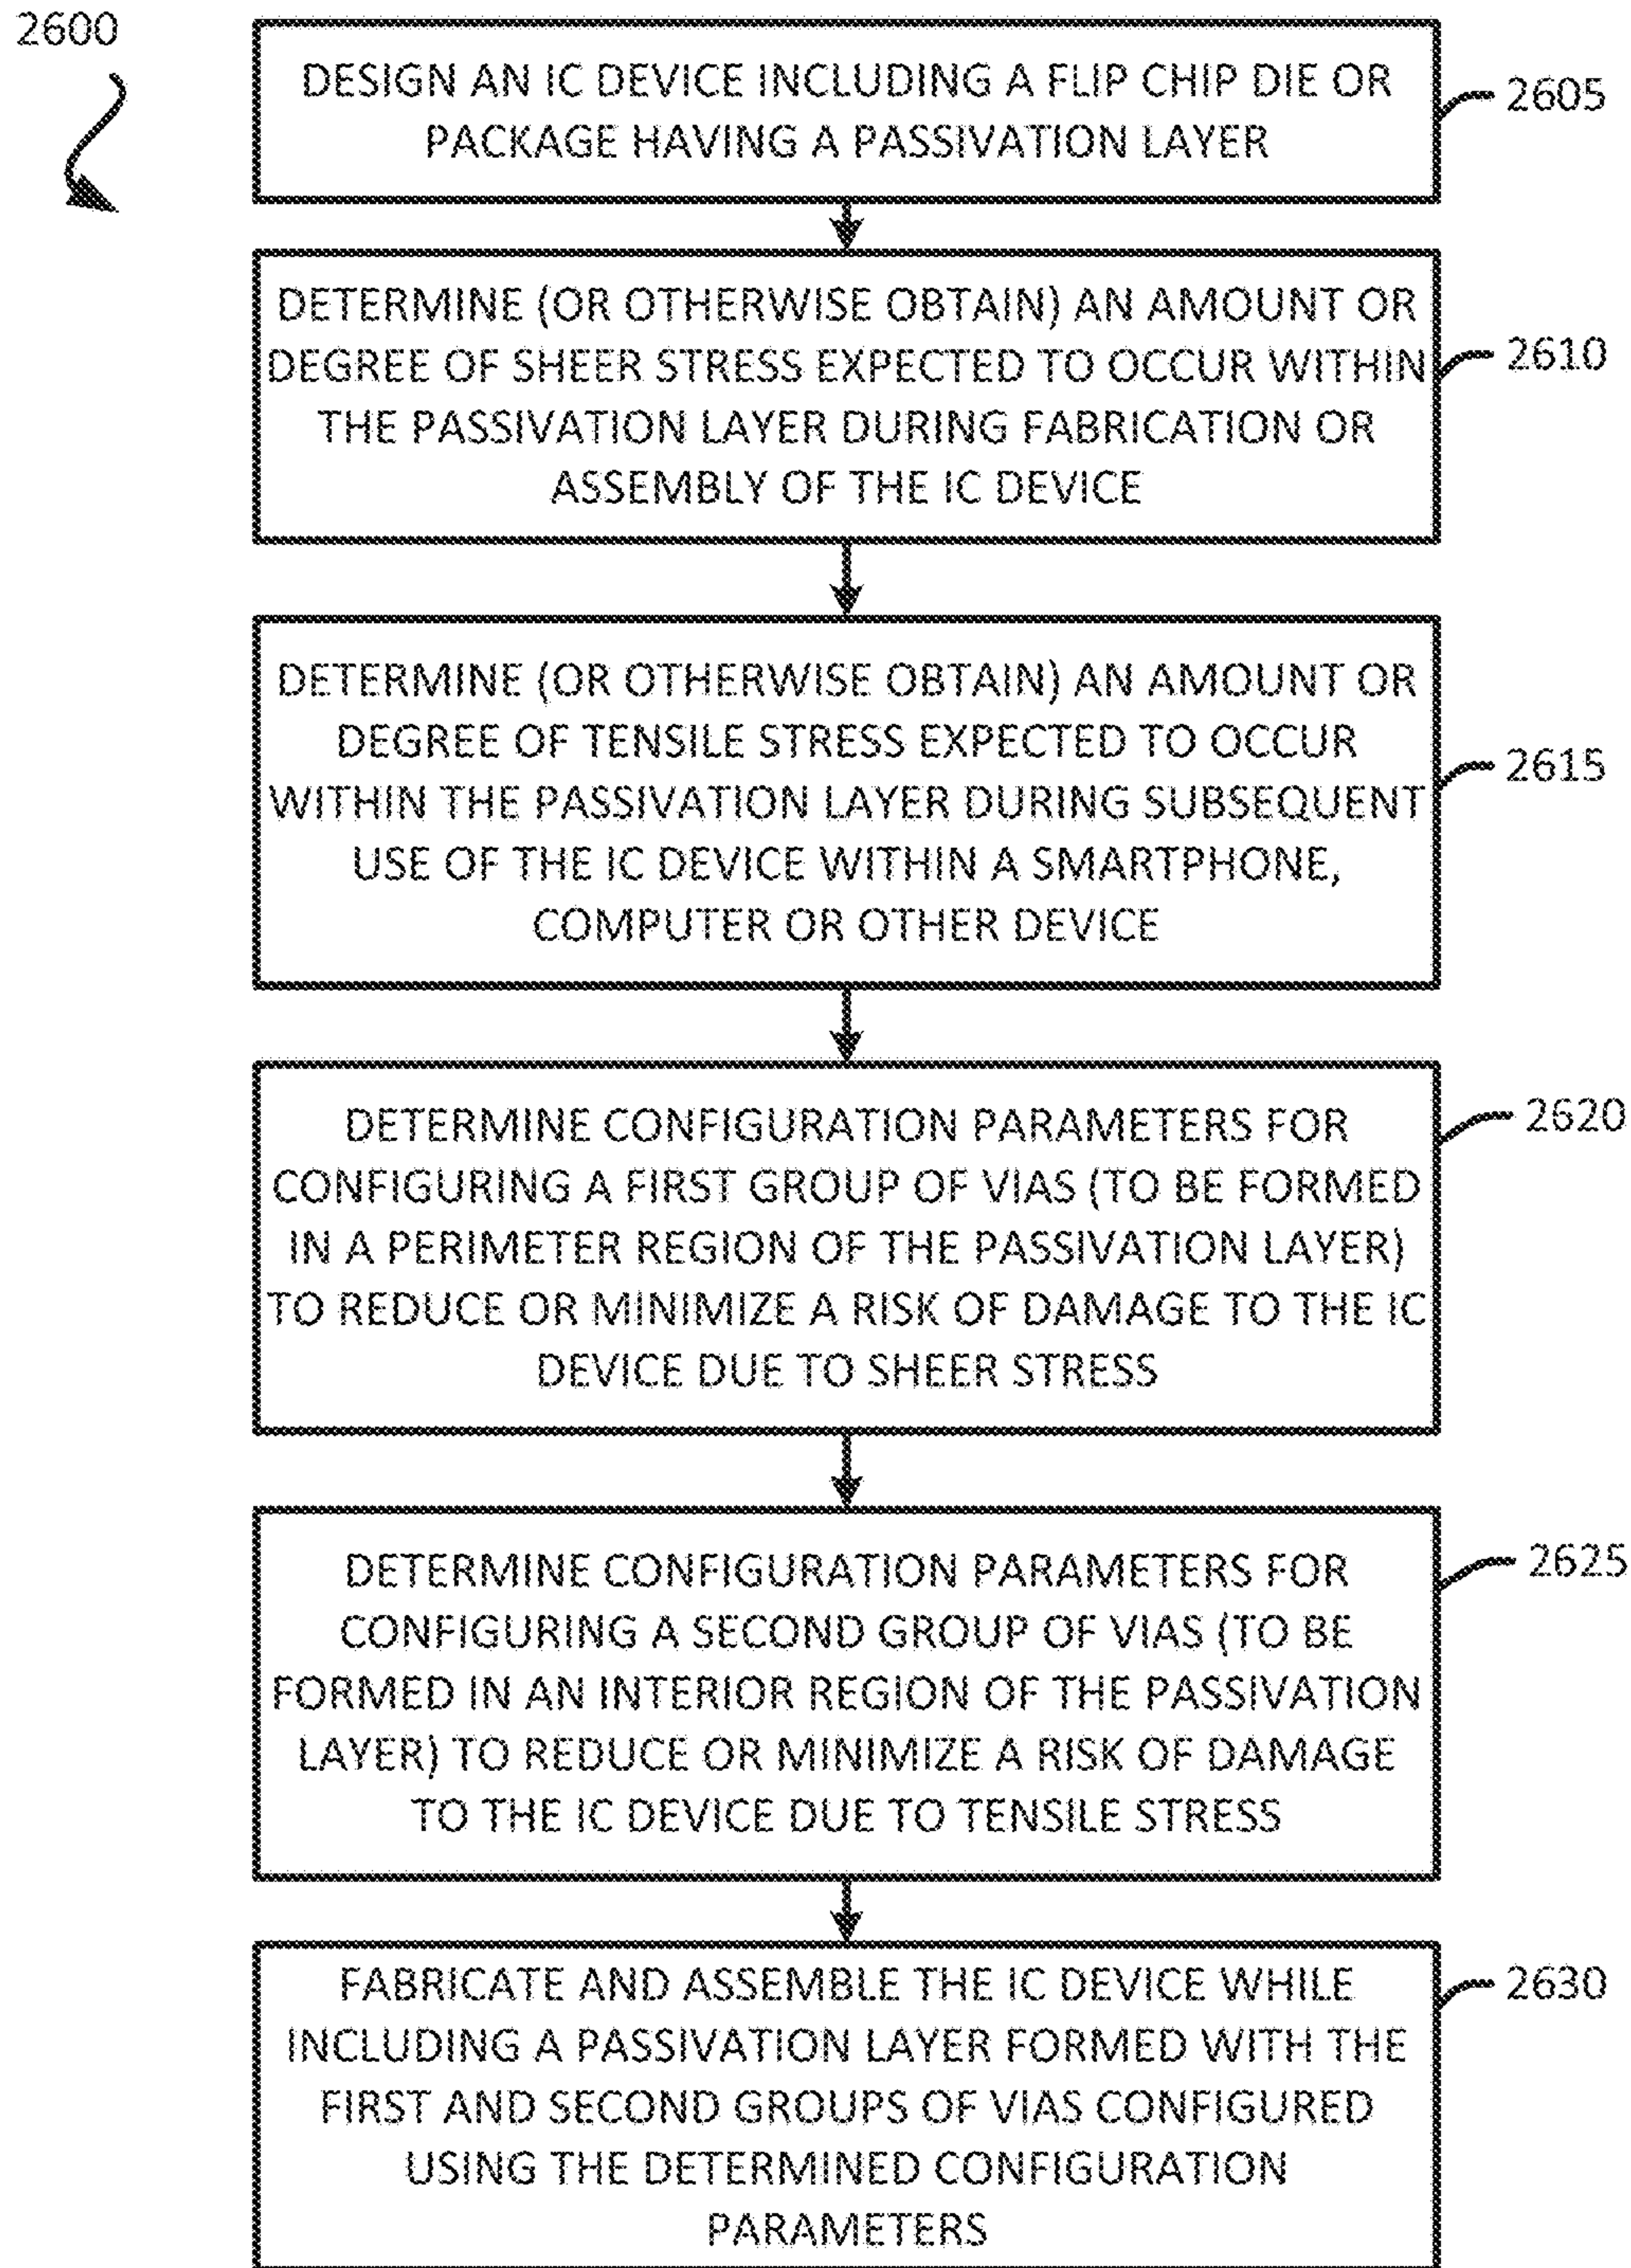 2600
DESIGN AN IC DEVICE INCLUDING A FLIP CHIP DIE OR
PACKAGE HAVING A PASSIVATION LAYER
2605
DETERMINE (OR OTHERWISE OBTAIN) AN AMOUNT OR
DEGREE OF SHEER STRESS EXPECTED TO OCCUR WITHIN
THE PASSIVATION LAYER DURING FABRICATION OR
ASSEMBLY OF THE IC DEVICE
2610
DETERMINE (OR OTHERWISE OBTAIN) AN AMOUNT OR
DEGREE OF TENSILE STRESS EXPECTED TO OCCUR
WITHIN THE PASSIVATION LAYER DURING SUBSEQUENT
USE OF THE IC DEVICE WITHIN A SMARTPHONE,
COMPUTER OR OTHER DEVICE
2615
DETERMINE CONFIGURATION PARAMETERS FOR
CONFIGURING A FIRST GROUP OF VIAS (TO BE FORMED
IN A PERIMETER REGION OF THE PASSIVATION LAYER)
TO REDUCE OR MINIMIZE A RISK OF DAMAGE TO THE IC
DEVICE DUE TO SHEER STRESS
2620
DETERMINE CONFIGURATION PARAMETERS FOR
CONFIGURING A SECOND GROUP OF VIAS (TO BE
FORMED IN AN INTERIOR REGION OF THE PASSIVATION
LAYER) TO REDUCE OR MINIMIZE A RISK OF DAMAGE
TO THE IC DEVICE DUE TO TENSILE STRESS
2625
FABRICATE AND ASSEMBLE THE IC DEVICE WHILE
INCLUDING A PASSIVATION LAYER FORMED WITH THE
FIRST AND SECOND GROUPS OF VIAS CONFIGURED
USING THE DETERMINED CONFIGURATION
PARAMETERS
2630